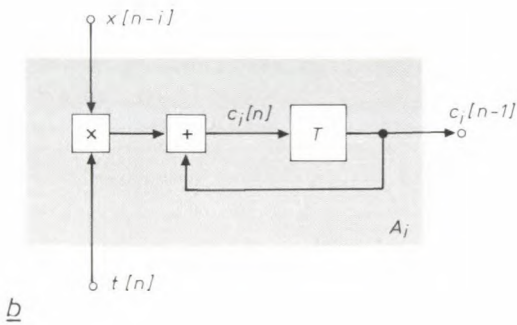 x[n-i]
×
+
c_i[n]
T
c_i[n-1]
A_i
t[n]
b